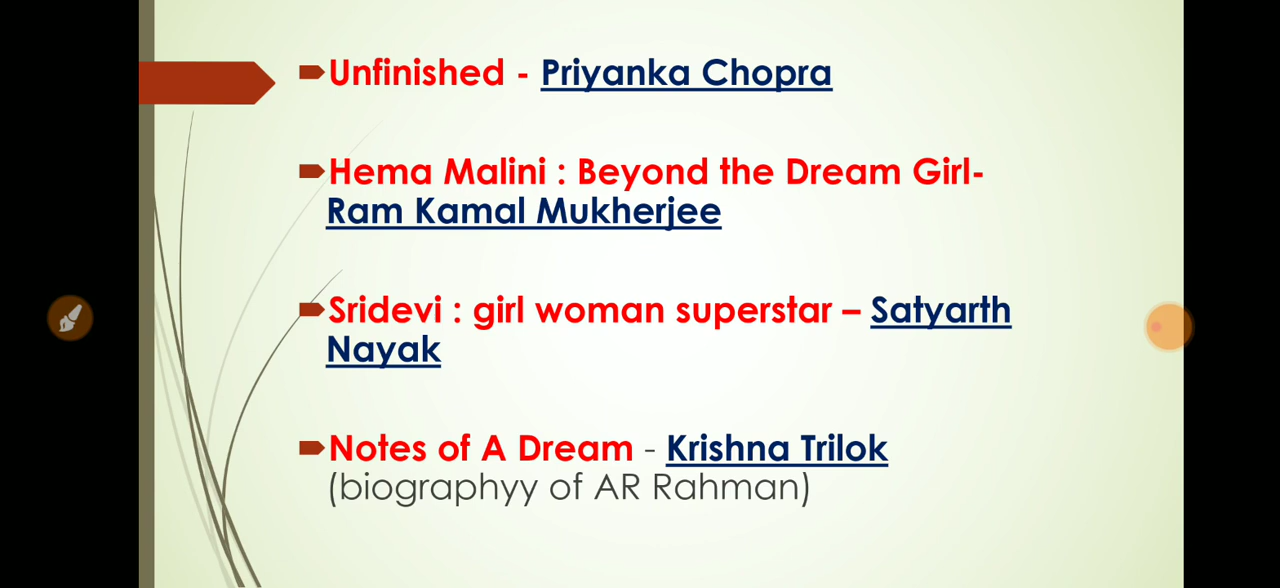 Unfinished - Priyanka Chopra
Hema Malini : Beyond the Dream Girl-
Ram Kamal Mukherjee
Sridevi : girl woman superstar – Satyarth
Nayak
Notes of A Dream - Krishna Trilok
(biographyy of AR Rahman)